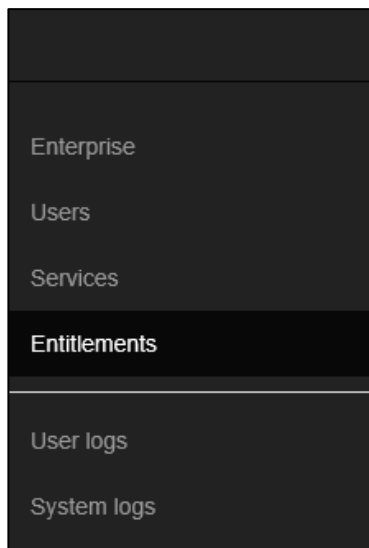 Enterprise
Users
Services
Entitlements
User logs
System logs